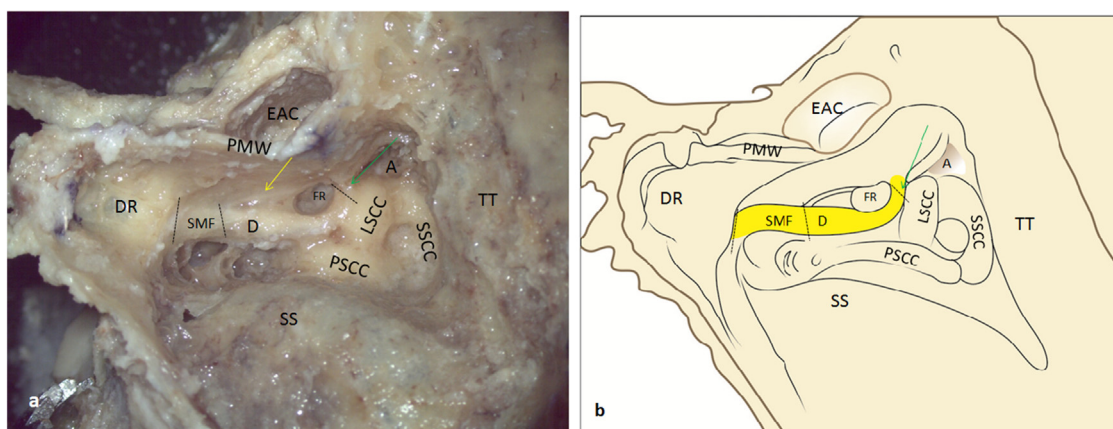 EAC
PMW
A
DR
FR
TT
SMF
D
LSCC
SSCC
PSCC
SS
a
EAC
PMW
A
DR
FR
SMF
D
LSCC
SSCC
TT
PSCC
SS
b